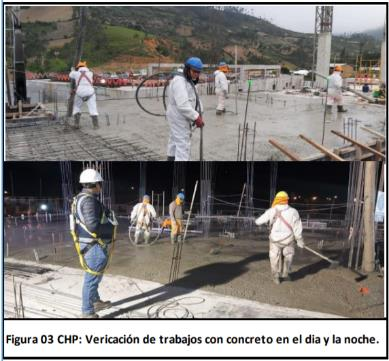 Figura 03 CHP: Vericación de trabajos con concreto en el dia y la noche.